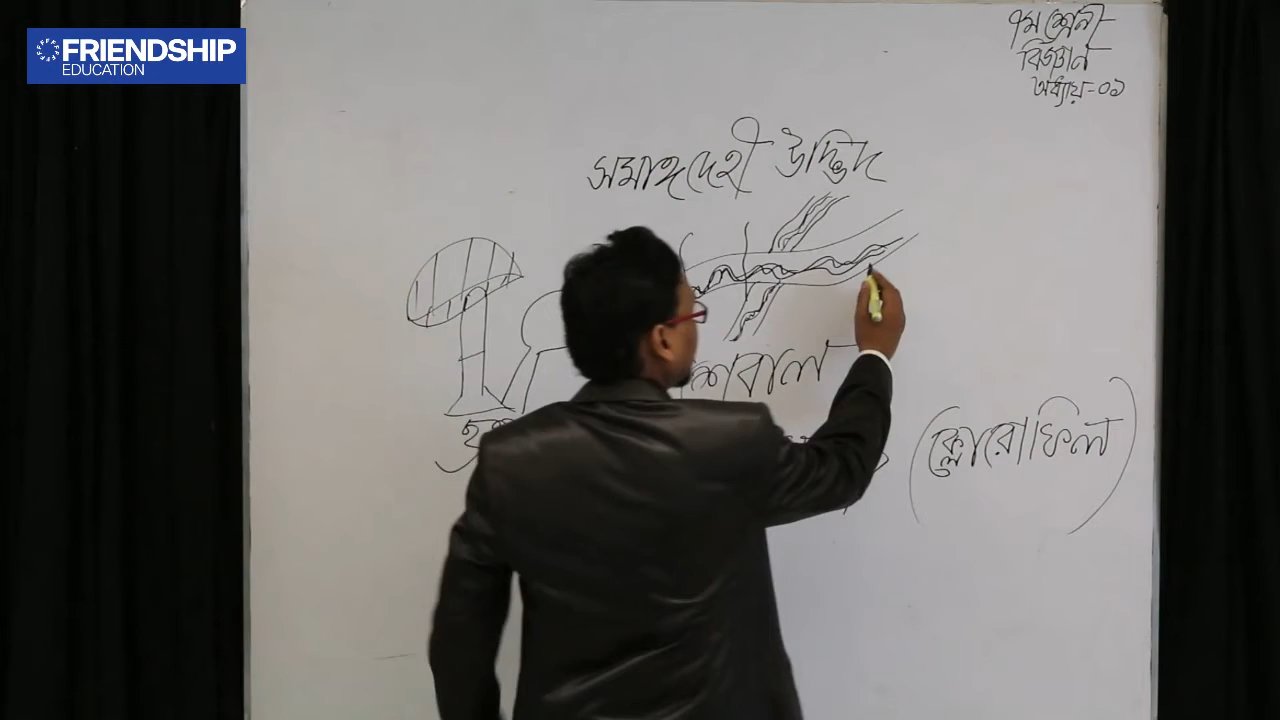 FRIENDSHIP
EDUCATION
৭ম শ্রেনী
বিজ্ঞান
অধ্যায়-০১
সমাঙ্গদেহী উদ্ভিদ
শৈবাল
(ক্লোরোফিল)